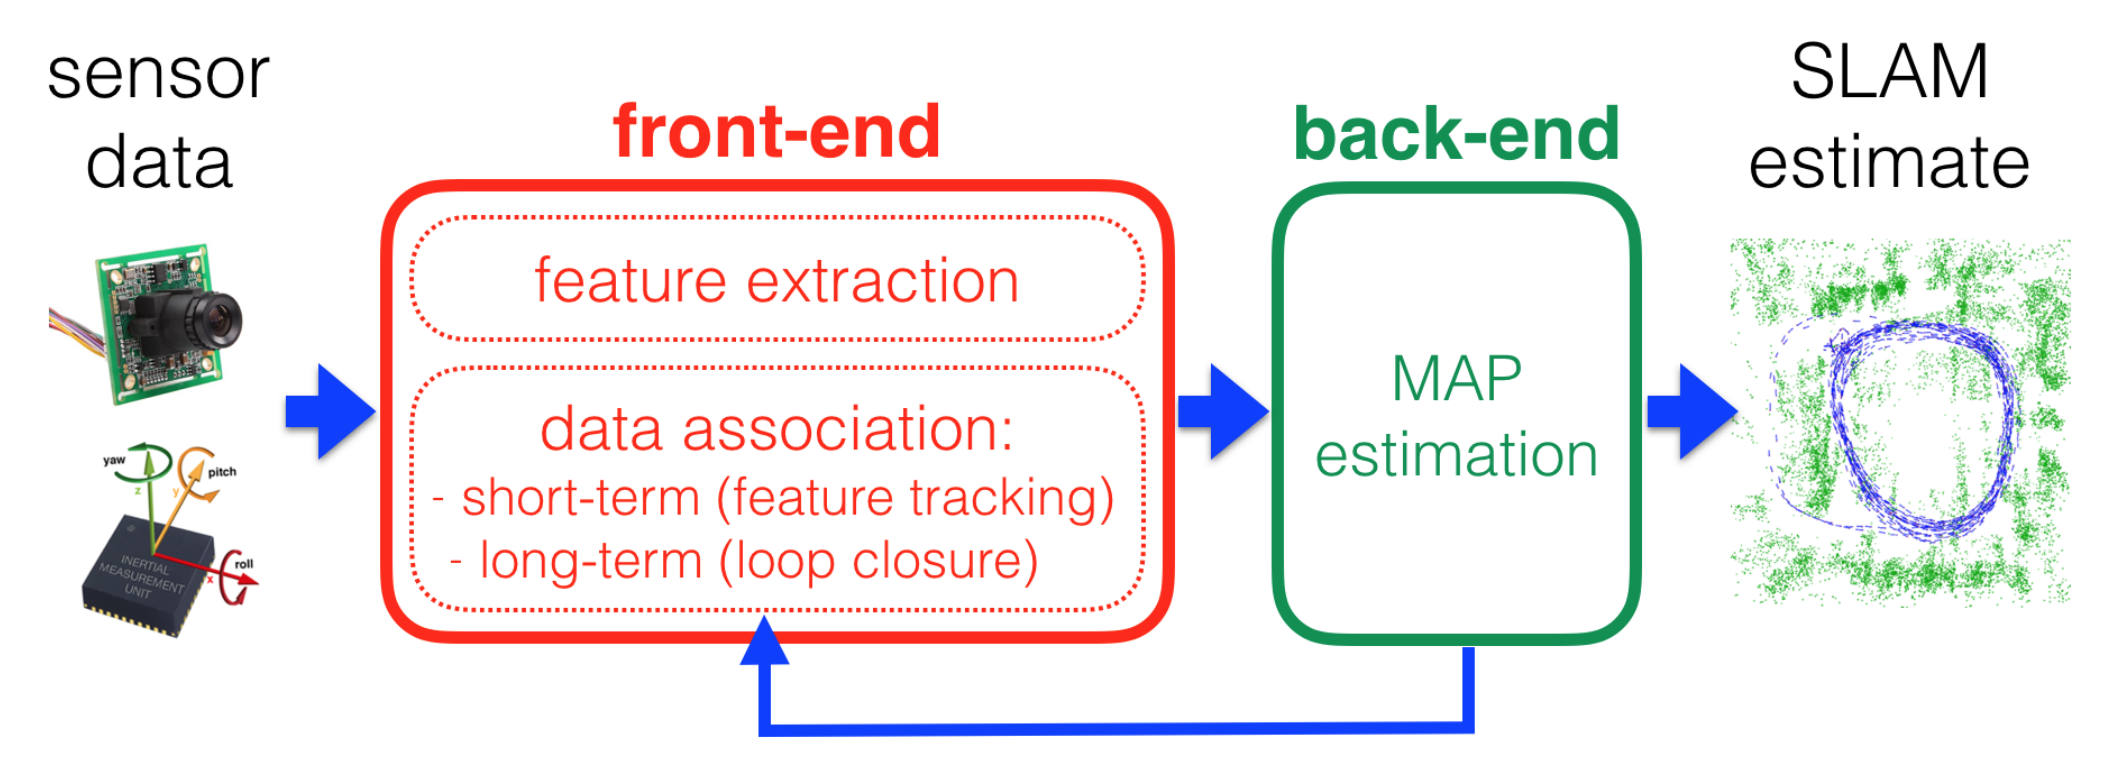 sensor
data
front-end
back-end
SLAM
estimate
feature extraction
data association:
- short-term (feature tracking)
- long-term (loop closure)
MAP
estimation
yaw
pitch
z
y
roll
x
INERTIAL
MEASUREMENT
UNIT